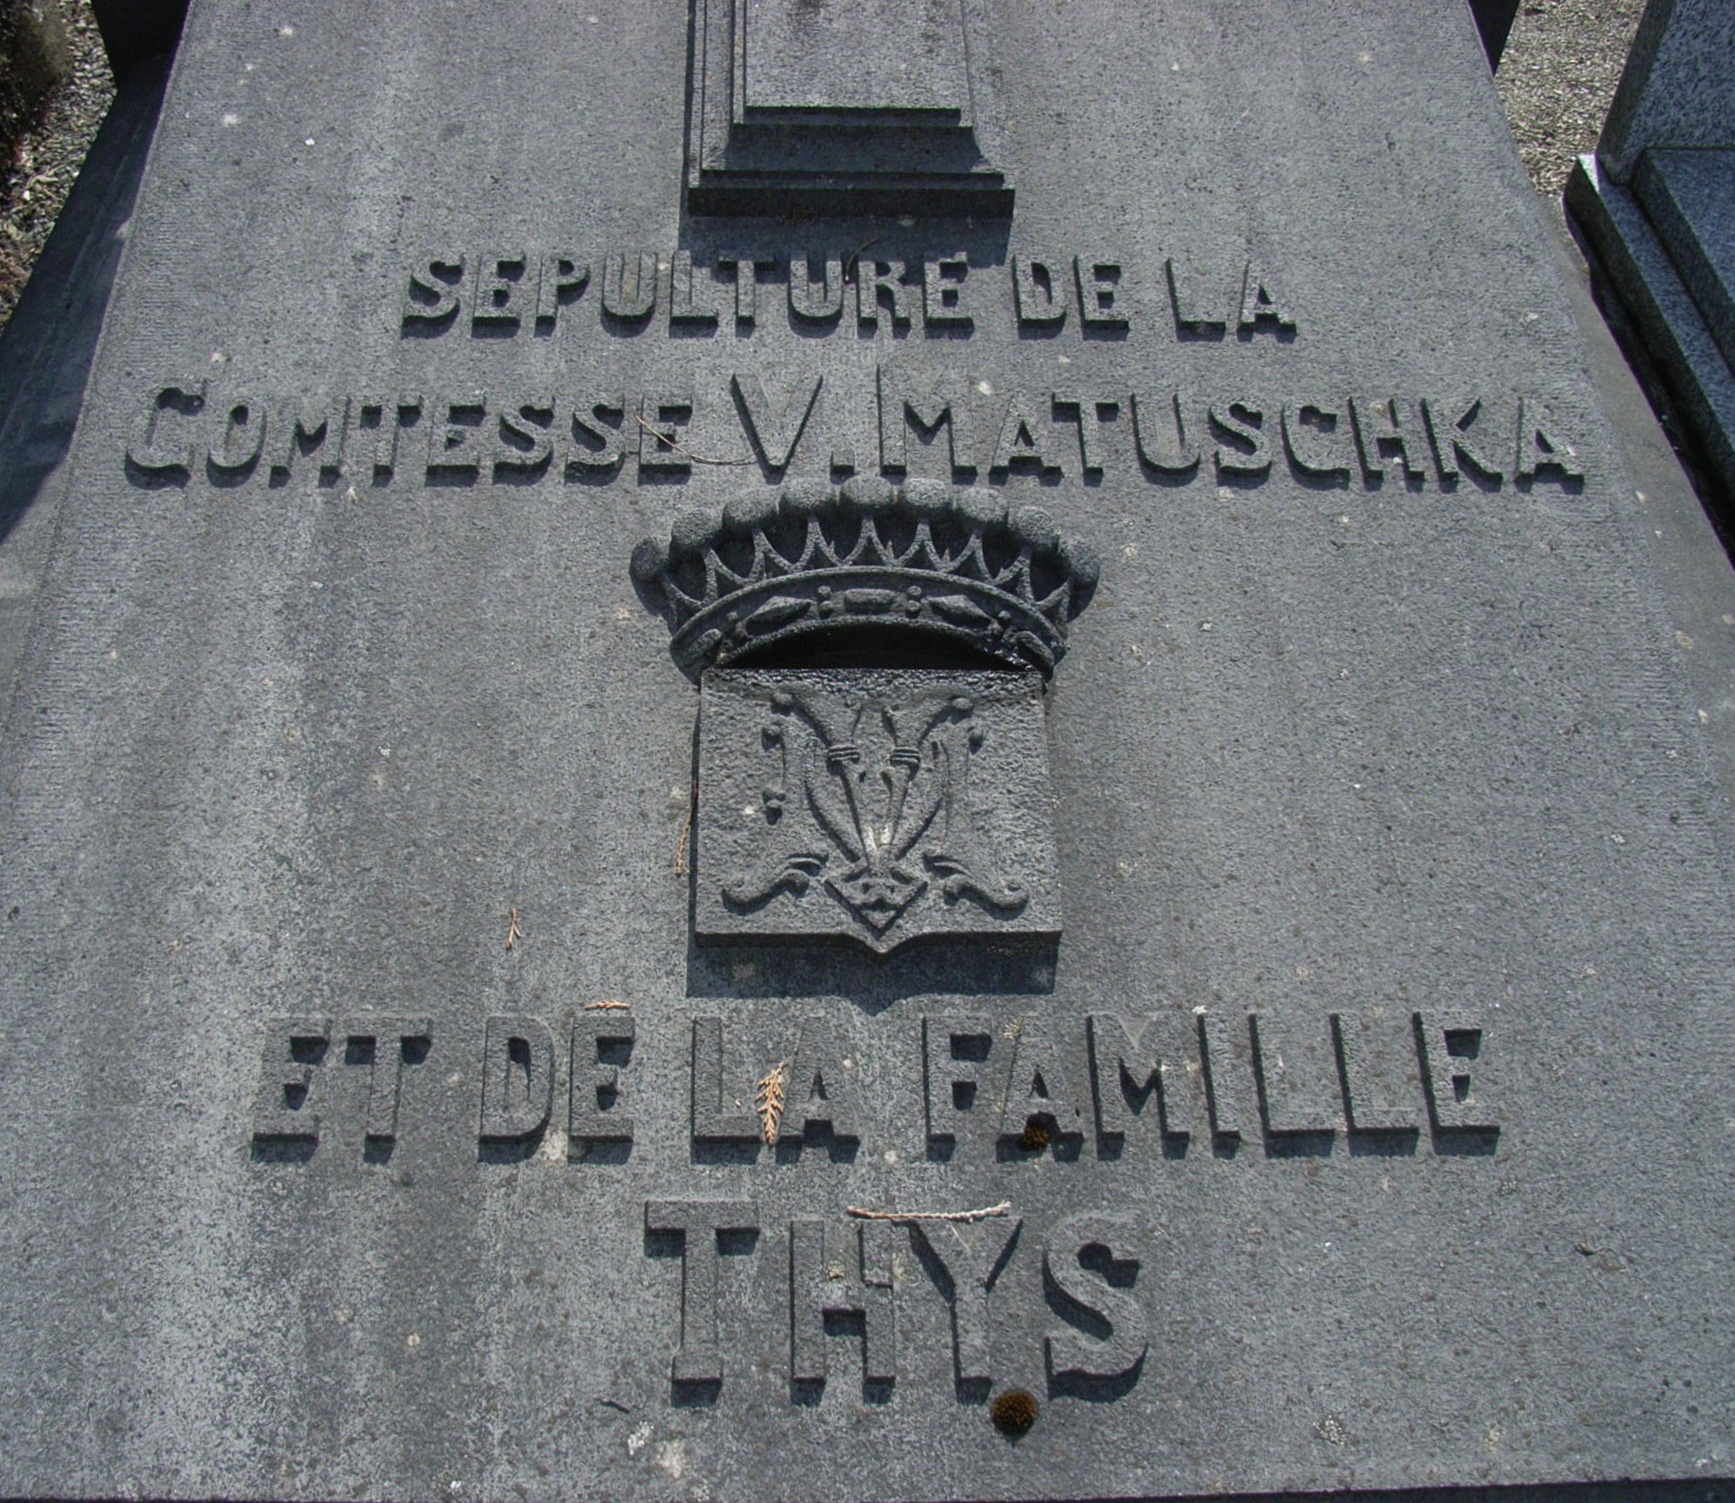 SEPULTURE DE LA
COMTESSE V. MATUSCHKA
ET DE LA FAMILLE
THYS